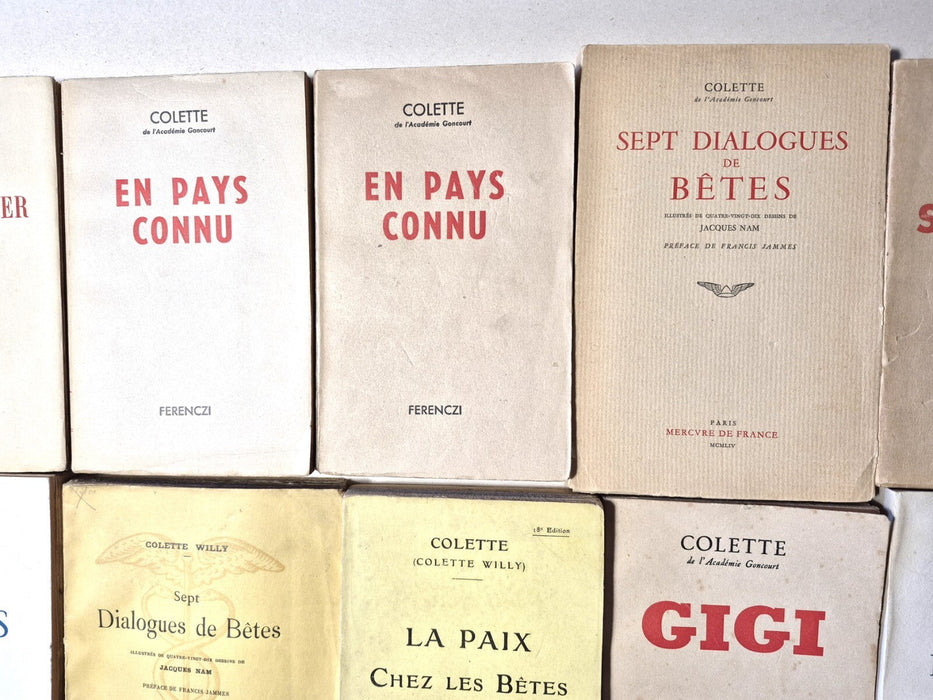 ER
COLETTE
de l'Académie Goncourt
EN PAYS
CONNU
FERENCZI
COLETTE
de l'Académie Goncourt
EN PAYS
CONNU
FERENCZI
COLETTE
de l'Académie Goncourt
SEPT DIALOGUES
DE
BÊTES
ILLUSTRÉS DE QUATRE-VINGT-DIX DESSINS DE
JACQUES NAM
PRÉFACE DE FRANCIS JAMMES
PARIS
MERCVRE DE FRANCE
MCMLIV
S
S
COLETTE WILLY
Sept
Dialogues de Bêtes
ILLUSTRÉS DE QUATRE-VINGT-DIX DESSINS DE
JACQUES NAM
PRÉFACE DE FRANCIS JAMMES
18e Edition
COLETTE
(COLETTE WILLY)
LA PAIX
CHEZ LES BÊTES
COLETTE
de l'Académie Goncourt
GIGI